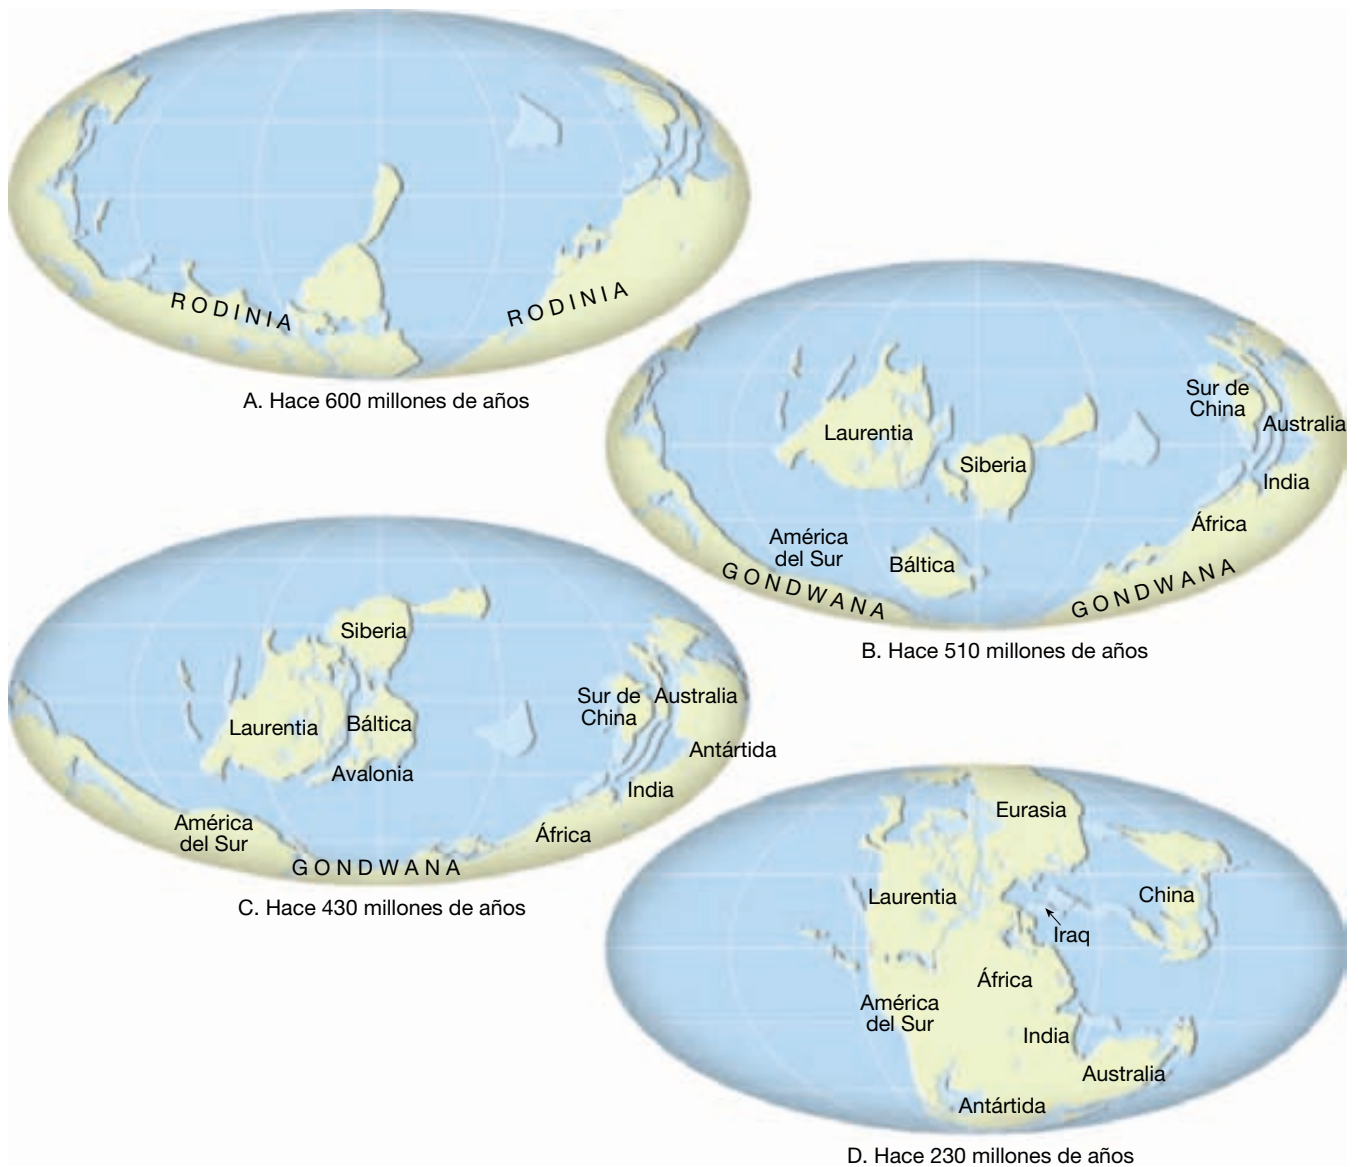 RODINIA
RODINIA
A. Hace 600 millones de años
Laurentia
Siberia
Sur de
China
Australia
India
África
América
del Sur
Báltica
GONDWANA
GONDWANA
B. Hace 510 millones de años
Siberia
Laurentia
Báltica
Avalonia
Sur de
China
Australia
Antártida
India
África
América
del Sur
GONDWANA
C. Hace 430 millones de años
Eurasia
Laurentia
China
Iraq
África
América
del Sur
India
Australia
Antártida
D. Hace 230 millones de años